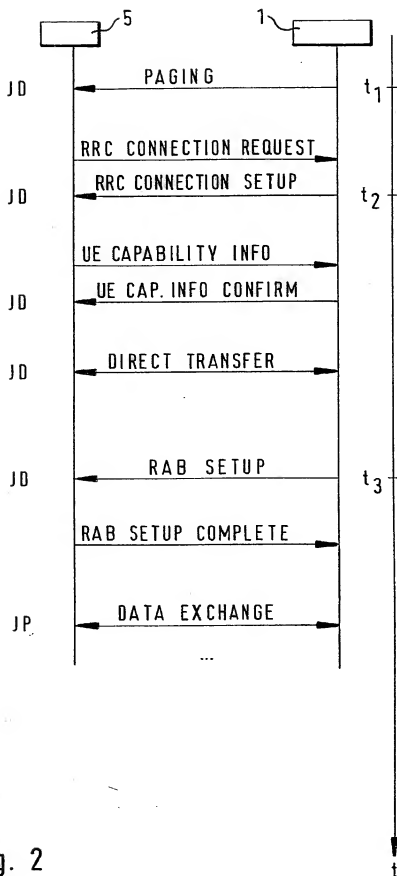 5 1
JD PAGING t1
RRC CONNECTION REQUEST
JD RRC CONNECTION SETUP t2
UE CAPABILITY INFO
JD UE CAP. INFO CONFIRM
JD DIRECT TRANSFER
JD RAB SETUP t3
RAB SETUP COMPLETE
JP DATA EXCHANGE
...
g. 2
t